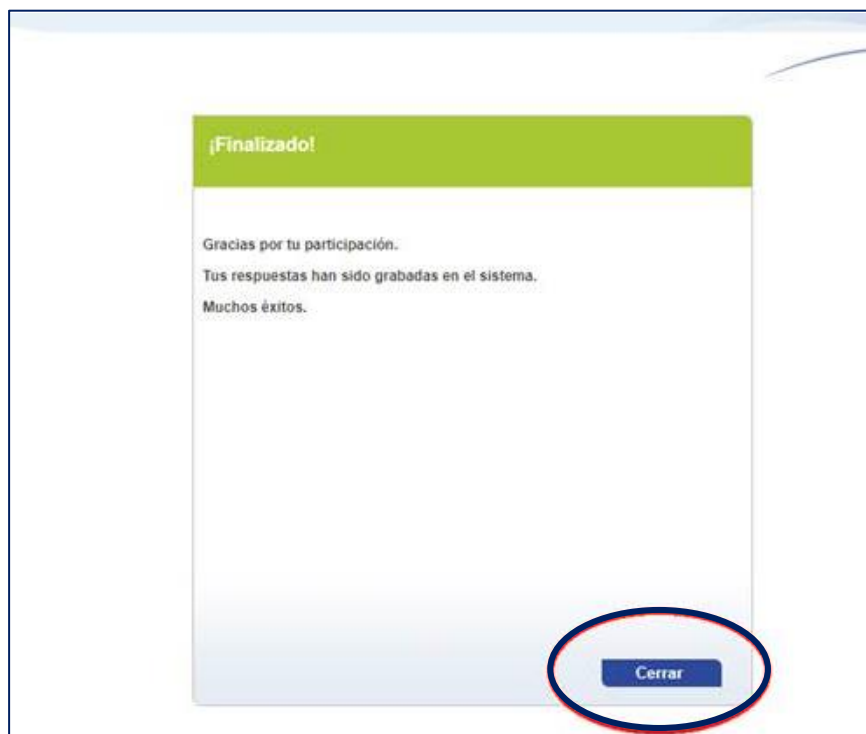 ¡Finalizado!
Gracias por tu participación.
Tus respuestas han sido grabadas en el sistema.
Muchos éxitos.
Cerrar